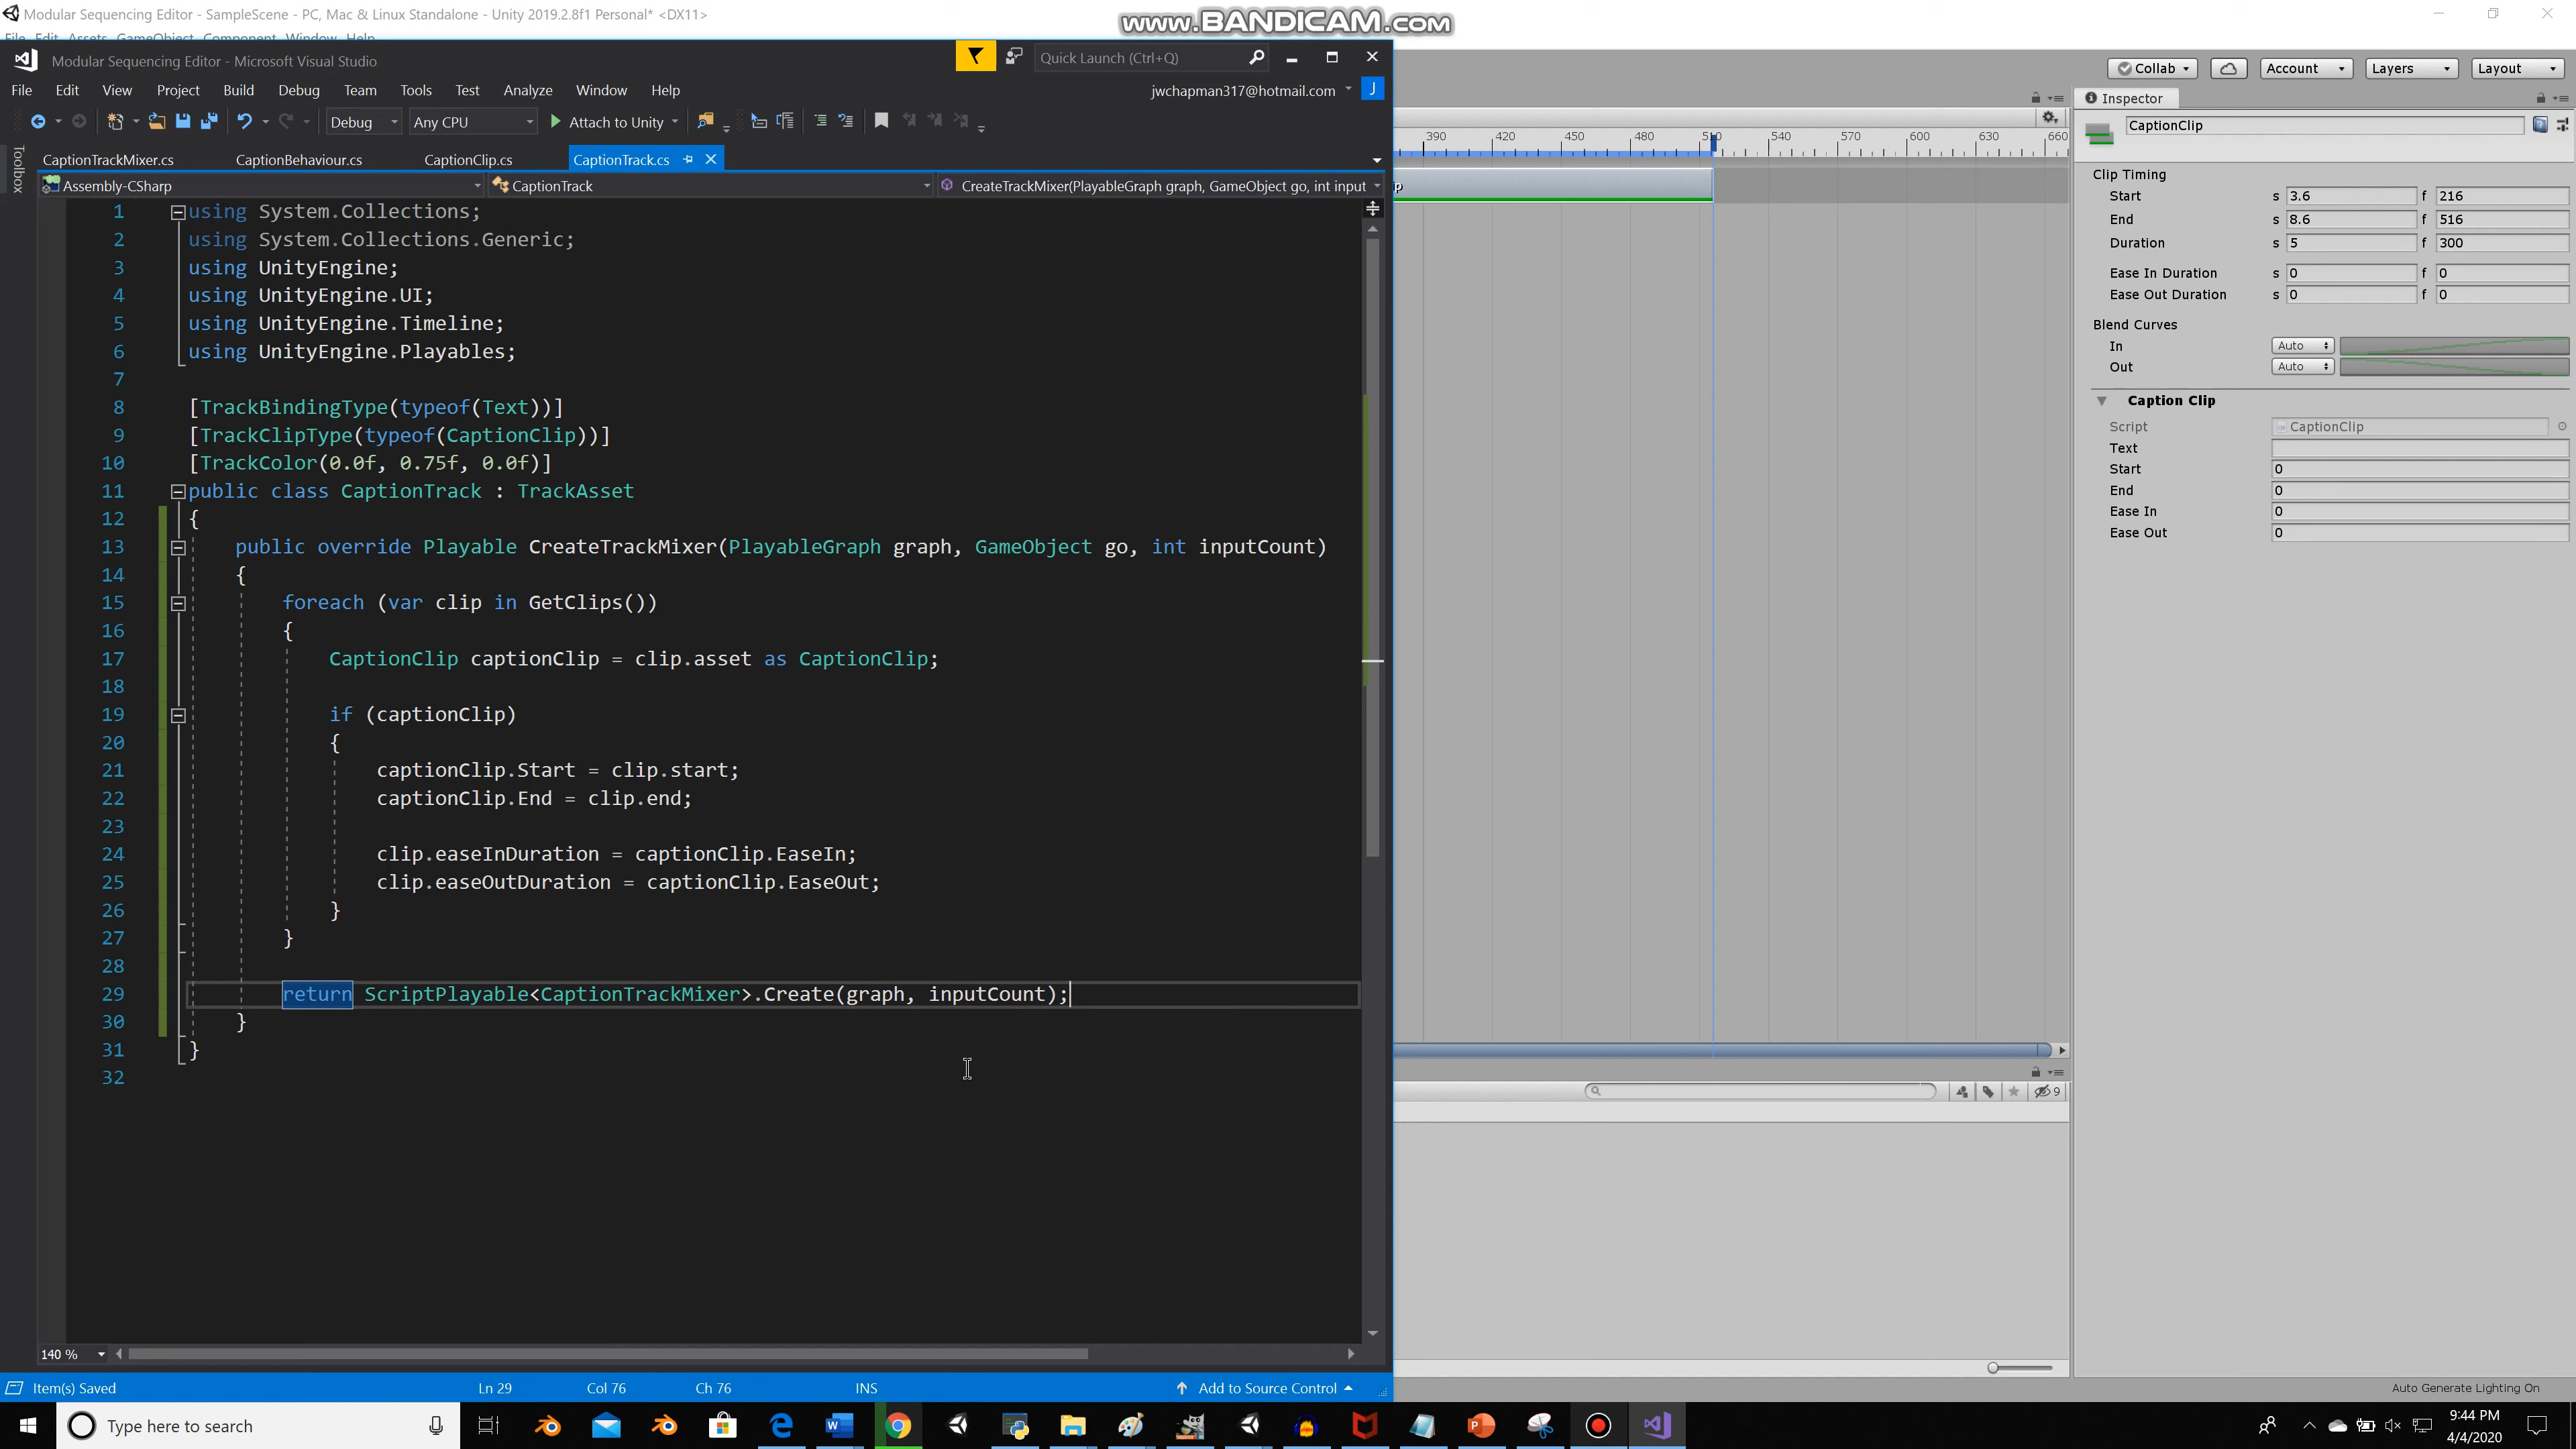 Modular Sequencing Editor - SampleScene - PC, Mac & Linux Standalone - Unity 2019.2.8f1 Personal* <DX11>
www.BANDICAM.com
File Edit Assets GameObject Component Window Help
Modular Sequencing Editor - Microsoft Visual Studio
Quick Launch (Ctrl+Q)
File Edit View Project Build Debug Team Tools Test Analyze Window Help
jwchapman317@hotmail.com J
Debug Any CPU Attach to Unity
Toolbox
CaptionTrackMixer.cs CaptionBehaviour.cs CaptionClip.cs CaptionTrack.cs
Assembly-CSharp CaptionTrack CreateTrackMixer(PlayableGraph graph, GameObject go, int input
1 using System.Collections;
2 using System.Collections.Generic;
3 using UnityEngine;
4 using UnityEngine.UI;
5 using UnityEngine.Timeline;
6 using UnityEngine.Playables;
7
8 [TrackBindingType(typeof(Text))]
9 [TrackClipType(typeof(CaptionClip))]
10 [TrackColor(0.0f, 0.75f, 0.0f)]
11 public class CaptionTrack : TrackAsset
12 {
13 public override Playable CreateTrackMixer(PlayableGraph graph, GameObject go, int inputCount)
14 {
15 foreach (var clip in GetClips())
16 {
17 CaptionClip captionClip = clip.asset as CaptionClip;
18
19 if (captionClip)
20 {
21 captionClip.Start = clip.start;
22 captionClip.End = clip.end;
23
24 clip.easeInDuration = captionClip.EaseIn;
25 clip.easeOutDuration = captionClip.EaseOut;
26 }
27 }
28
29 return ScriptPlayable<CaptionTrackMixer>.Create(graph, inputCount);
30 }
31 }
32
140 %
Item(s) Saved Ln 29 Col 76 Ch 76 INS Add to Source Control
390 420 450 480 510 540 570 600 630 660
ip
9
Collab Account Layers Layout
Inspector
CaptionClip
Clip Timing
Start s 3.6 f 216
End s 8.6 f 516
Duration s 5 f 300
Ease In Duration s 0 f 0
Ease Out Duration s 0 f 0
Blend Curves
In Auto
Out Auto
Caption Clip
Script CaptionClip
Text
Start 0
End 0
Ease In 0
Ease Out 0
Auto Generate Lighting On
Type here to search
9:44 PM
4/4/2020